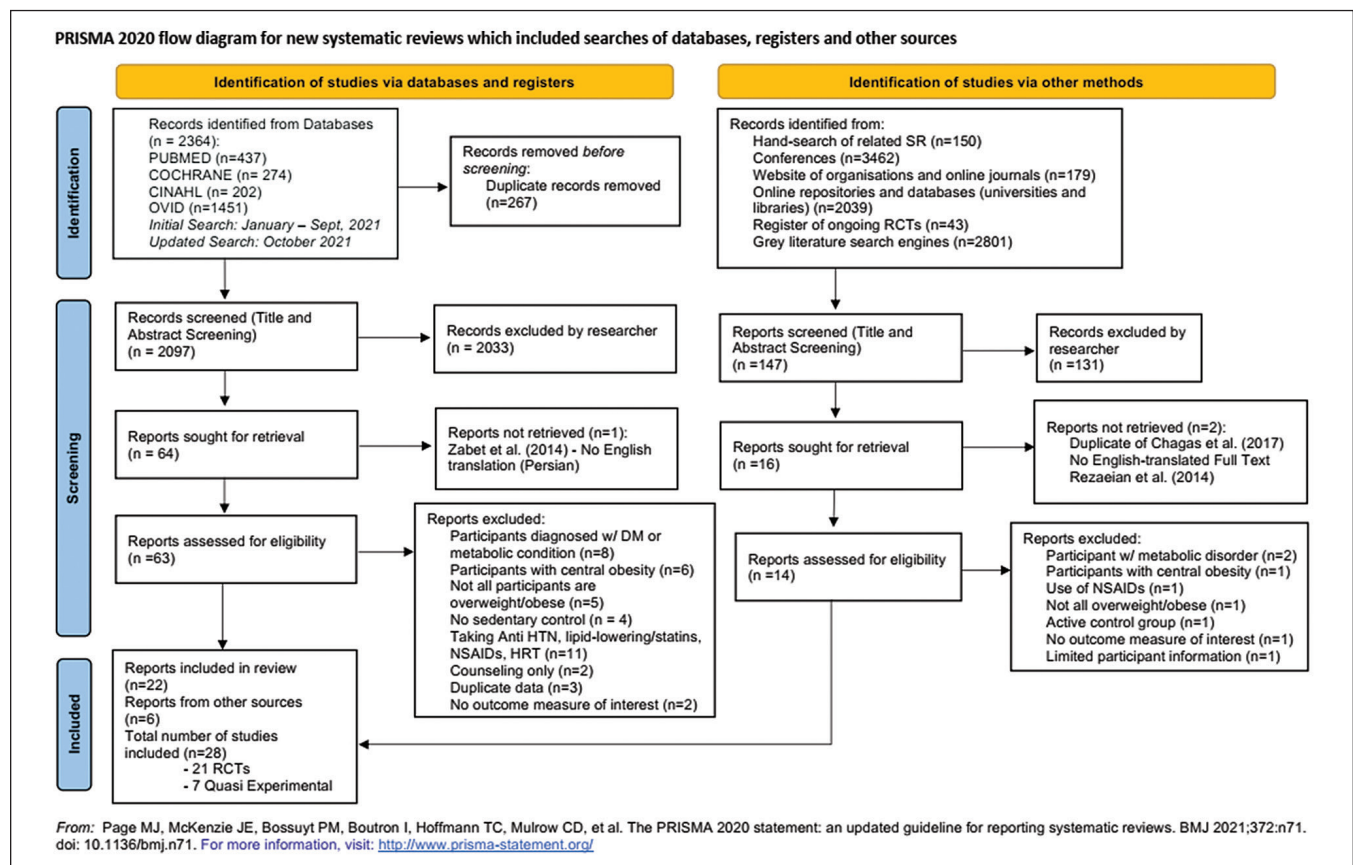 PRISMA 2020 flow diagram for new systematic reviews which included searches of databases, registers and other sources
Identification of studies via databases and registers
Identification of studies via other methods
Identification
Records identified from Databases
(n = 2364):
PUBMED (n=437)
COCHRANE (n= 274)
CINAHL (n= 202)
OVID (n=1451)
Initial Search: January – Sept, 2021
Updated Search: October 2021
Records removed before
screening:
Duplicate records removed
(n=267)
Records identified from:
Hand-search of related SR (n=150)
Conferences (n=3462)
Website of organisations and online journals (n=179)
Online repositories and databases (universities and
libraries) (n=2039)
Register of ongoing RCTs (n=43)
Grey literature search engines (n=2801)
Screening
Records screened (Title and
Abstract Screening)
(n = 2097)
Records excluded by researcher
(n = 2033)
Reports screened (Title and
Abstract Screening)
(n =147)
Records excluded by
researcher
(n =131)
Reports sought for retrieval
(n = 64)
Reports not retrieved (n=1):
Zabet et al. (2014) - No English
translation (Persian)
Reports sought for retrieval
(n =16)
Reports not retrieved (n=2):
Duplicate of Chagas et al. (2017)
No English-translated Full Text
Rezaeian et al. (2014)
Reports assessed for eligibility
(n =63)
Reports excluded:
Participants diagnosed w/ DM or
metabolic condition (n=8)
Participants with central obesity (n=6)
Not all participants are
overweight/obese (n=5)
No sedentary control (n = 4)
Taking Anti HTN, lipid-lowering/statins,
NSAIDs, HRT (n=11)
Counseling only (n=2)
Duplicate data (n=3)
No outcome measure of interest (n=2)
Reports assessed for eligibility
(n =14)
Reports excluded:
Participant w/ metabolic disorder (n=2)
Participants with central obesity (n=1)
Use of NSAIDs (n=1)
Not all overweight/obese (n=1)
Active control group (n=1)
No outcome measure of interest (n=1)
Limited participant information (n=1)
Included
Reports included in review
(n=22)
Reports from other sources
(n=6)
Total number of studies
included (n=28)
- 21 RCTs
- 7 Quasi Experimental
From: Page MJ, McKenzie JE, Bossuyt PM, Boutron I, Hoffmann TC, Mulrow CD, et al. The PRISMA 2020 statement: an updated guideline for reporting systematic reviews. BMJ 2021;372:n71.
doi: 10.1136/bmj.n71. For more information, visit: http://www.prisma-statement.org/